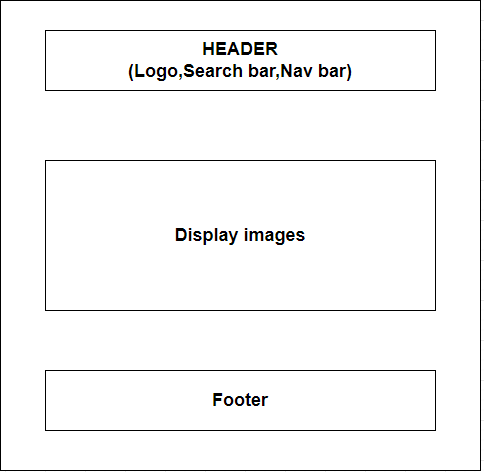 HEADER
(Logo,Search bar,Nav bar)
Display images
Footer